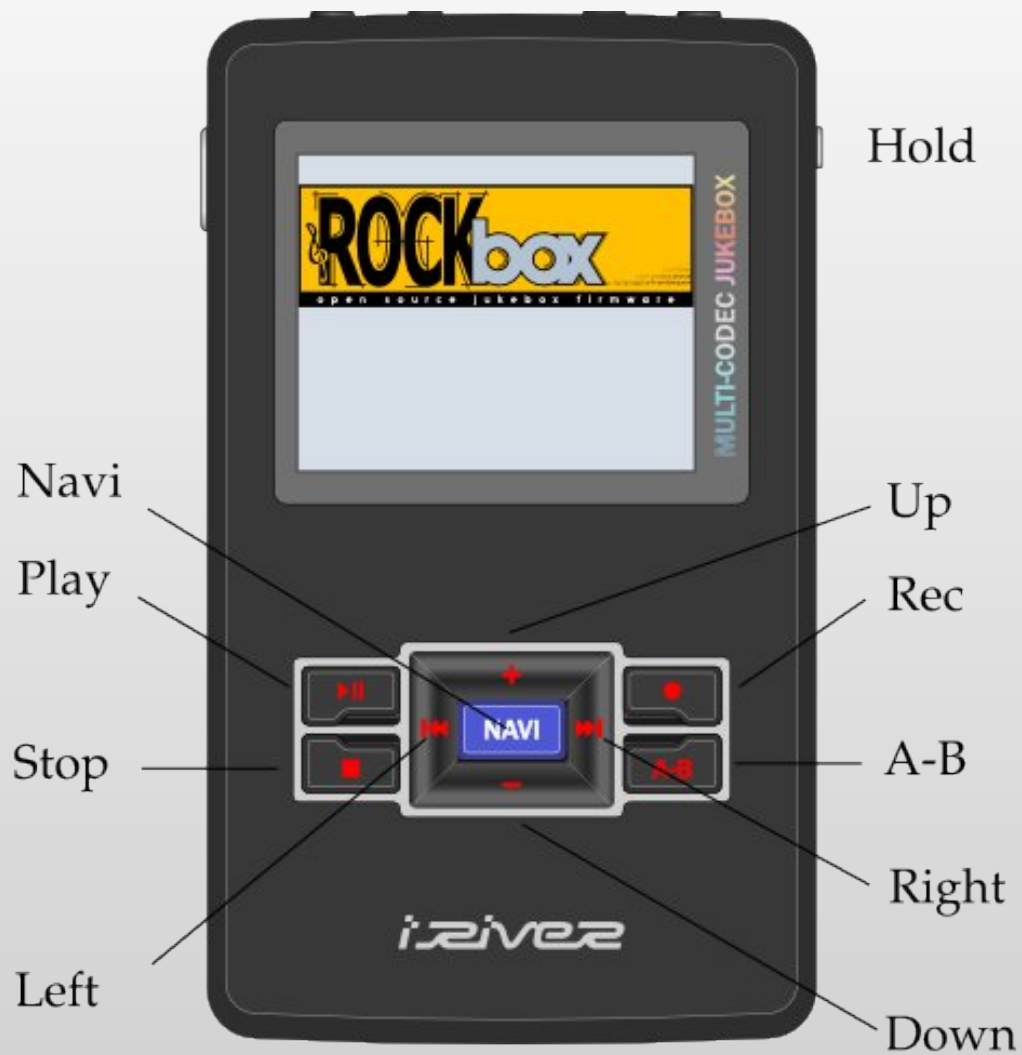 Hold
ROCKbox
open source jukebox firmware
MULTI-CODEC JUKEBOX
Navi
Up
Play
Rec
NAVI
Stop
A-B
A-B
Right
iriver
Left
Down